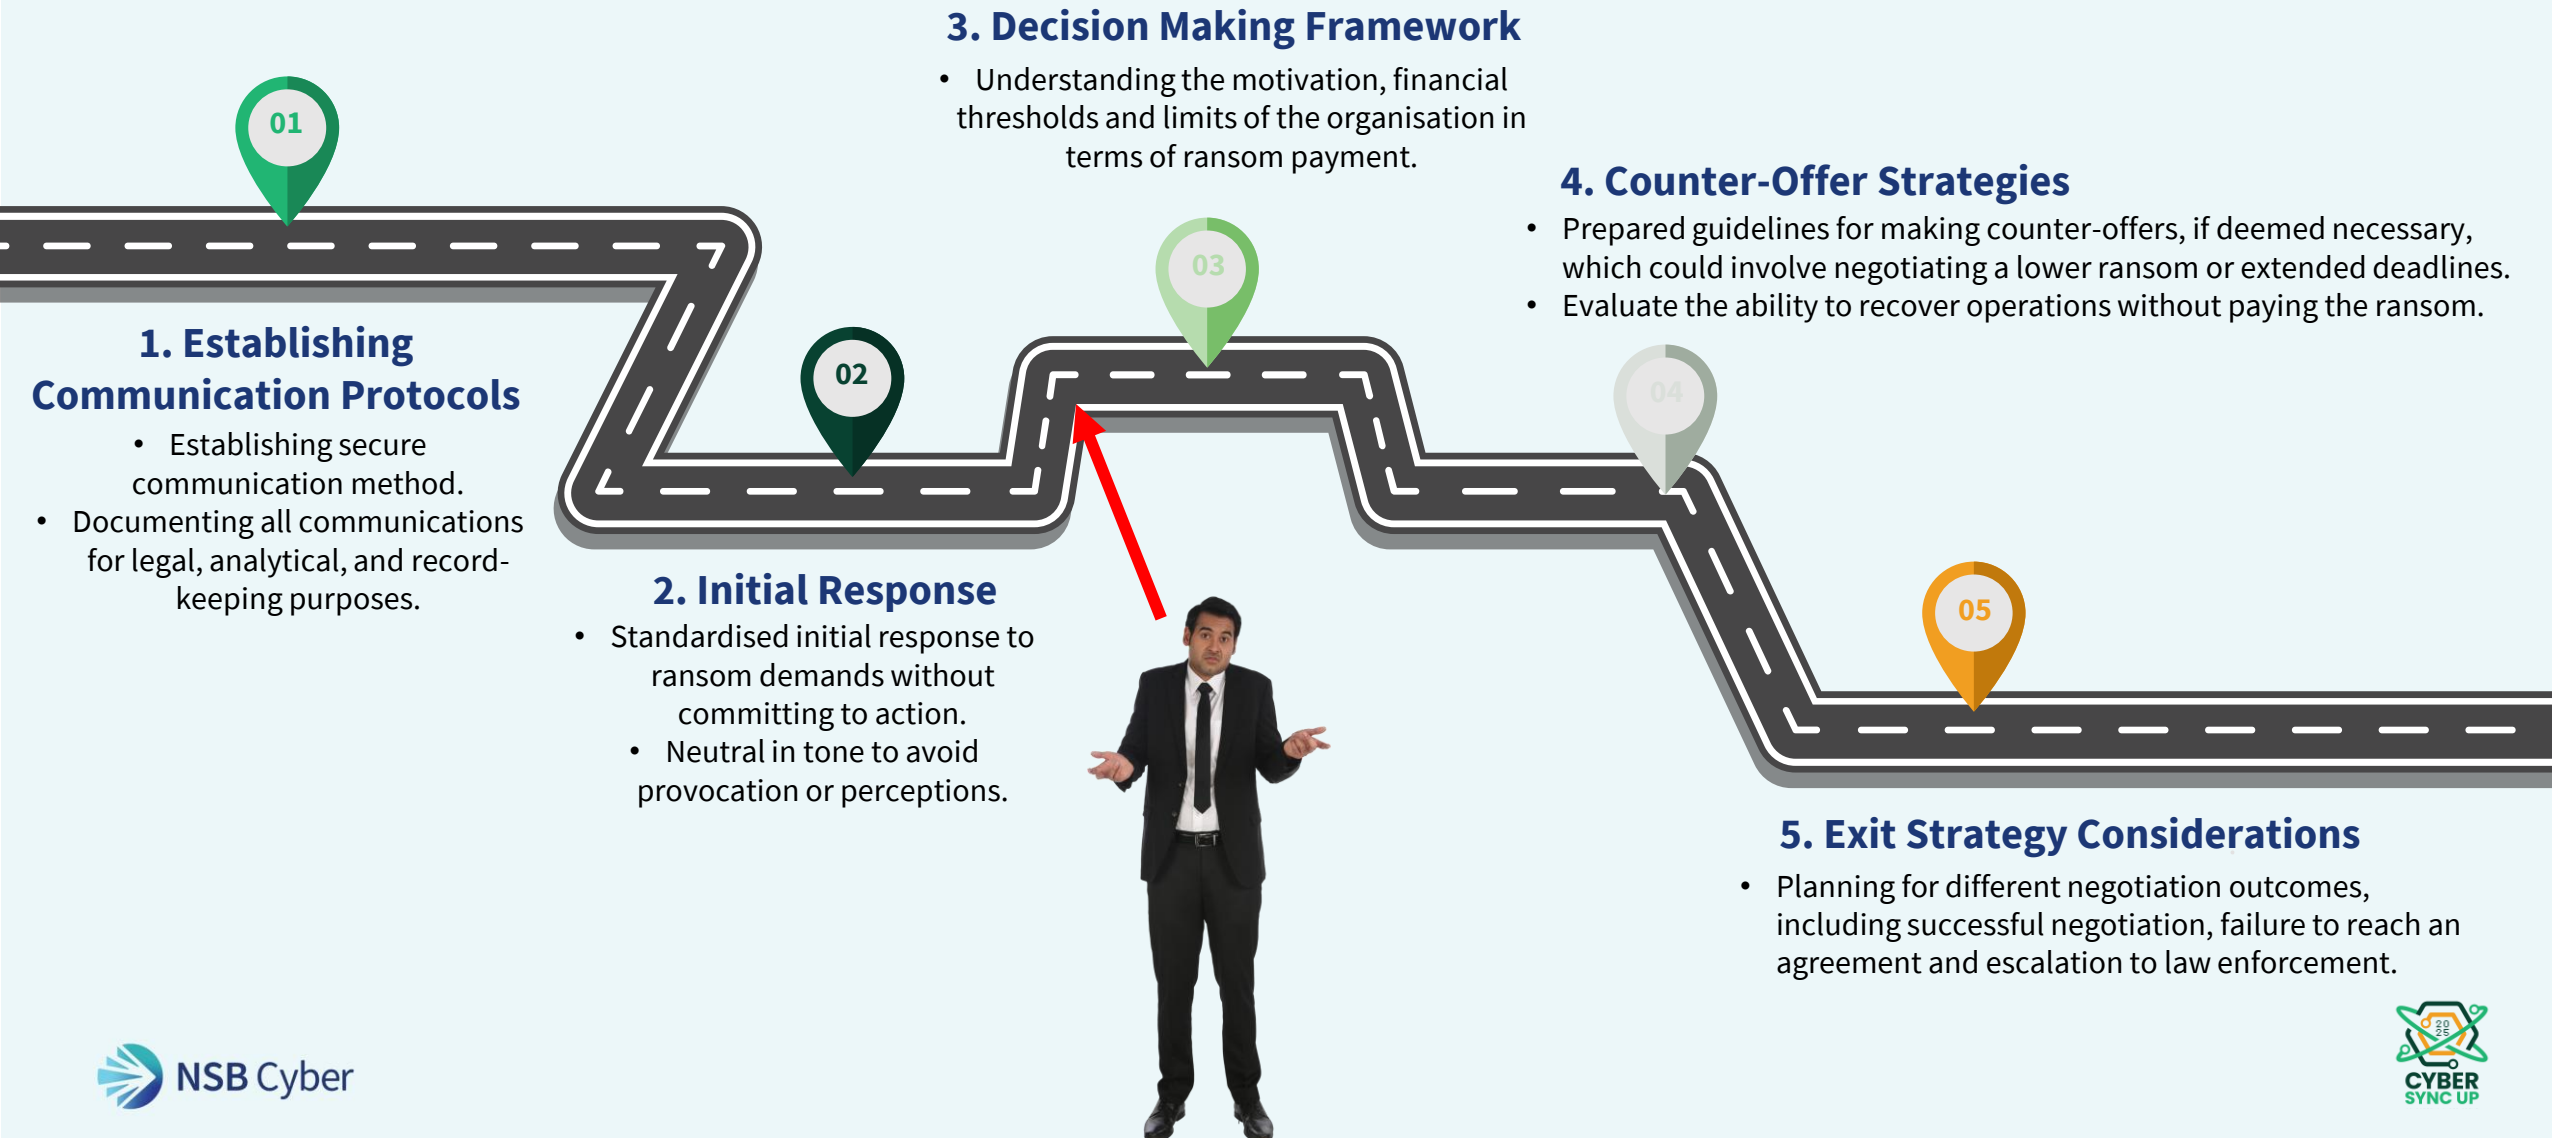 01
1. Establishing
Communication Protocols
• Establishing secure
communication method.
• Documenting all communications
for legal, analytical, and record-
keeping purposes.
02
2. Initial Response
• Standardised initial response to
ransom demands without
committing to action.
• Neutral in tone to avoid
provocation or perceptions.
3. Decision Making Framework
• Understanding the motivation, financial
thresholds and limits of the organisation in
terms of ransom payment.
03
4. Counter-Offer Strategies
• Prepared guidelines for making counter-offers, if deemed necessary,
which could involve negotiating a lower ransom or extended deadlines.
• Evaluate the ability to recover operations without paying the ransom.
04
05
5. Exit Strategy Considerations
• Planning for different negotiation outcomes,
including successful negotiation, failure to reach an
agreement and escalation to law enforcement.
NSB Cyber
20
25
CYBER
SYNC UP